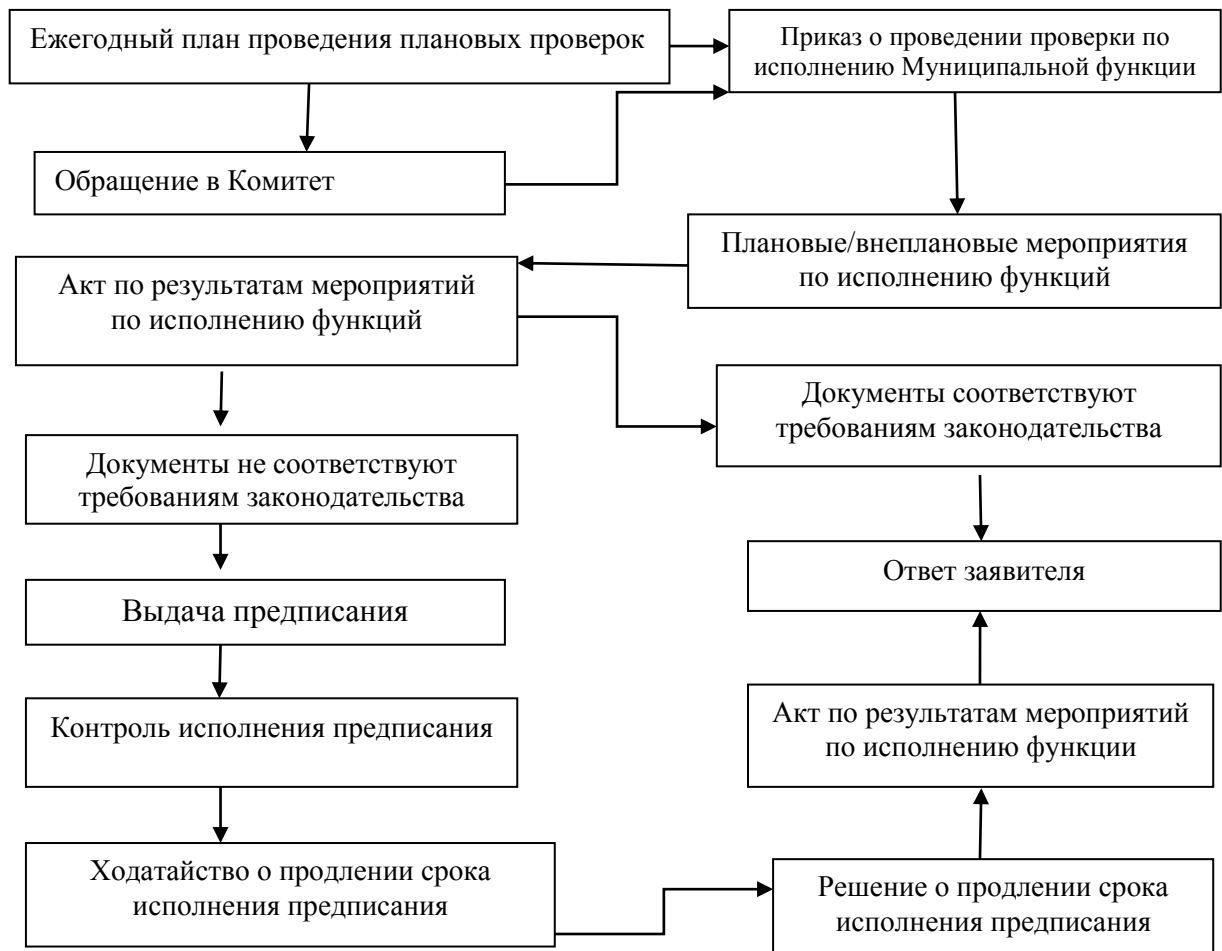 Ежегодный план проведения плановых проверок
Приказ о проведении проверки по
исполнению Муниципальной функции
Обращение в Комитет
Плановые/внеплановые мероприятия
по исполнению функций
Акт по результатам мероприятий
по исполнению функций
Документы соответствуют
требованиям законодательства
Документы не соответствуют
требованиям законодательства
Ответ заявителя
Выдача предписания
Контроль исполнения предписания
Акт по результатам мероприятий
по исполнению функции
Ходатайство о продлении срока
исполнения предписания
Решение о продлении срока
исполнения предписания